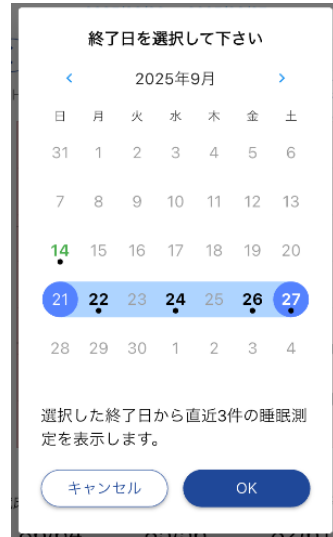 終了日を選択して下さい
< 2025年9月 >
日 月 火 水 木 金 土
31 1 2 3 4 5 6
7 8 9 10 11 12 13
14 15 16 17 18 19 20
21 22 23 24 25 26 27
28 29 30 1 2 3 4
選択した終了日から直近3件の睡眠測
定を表示します。
キャンセル OK